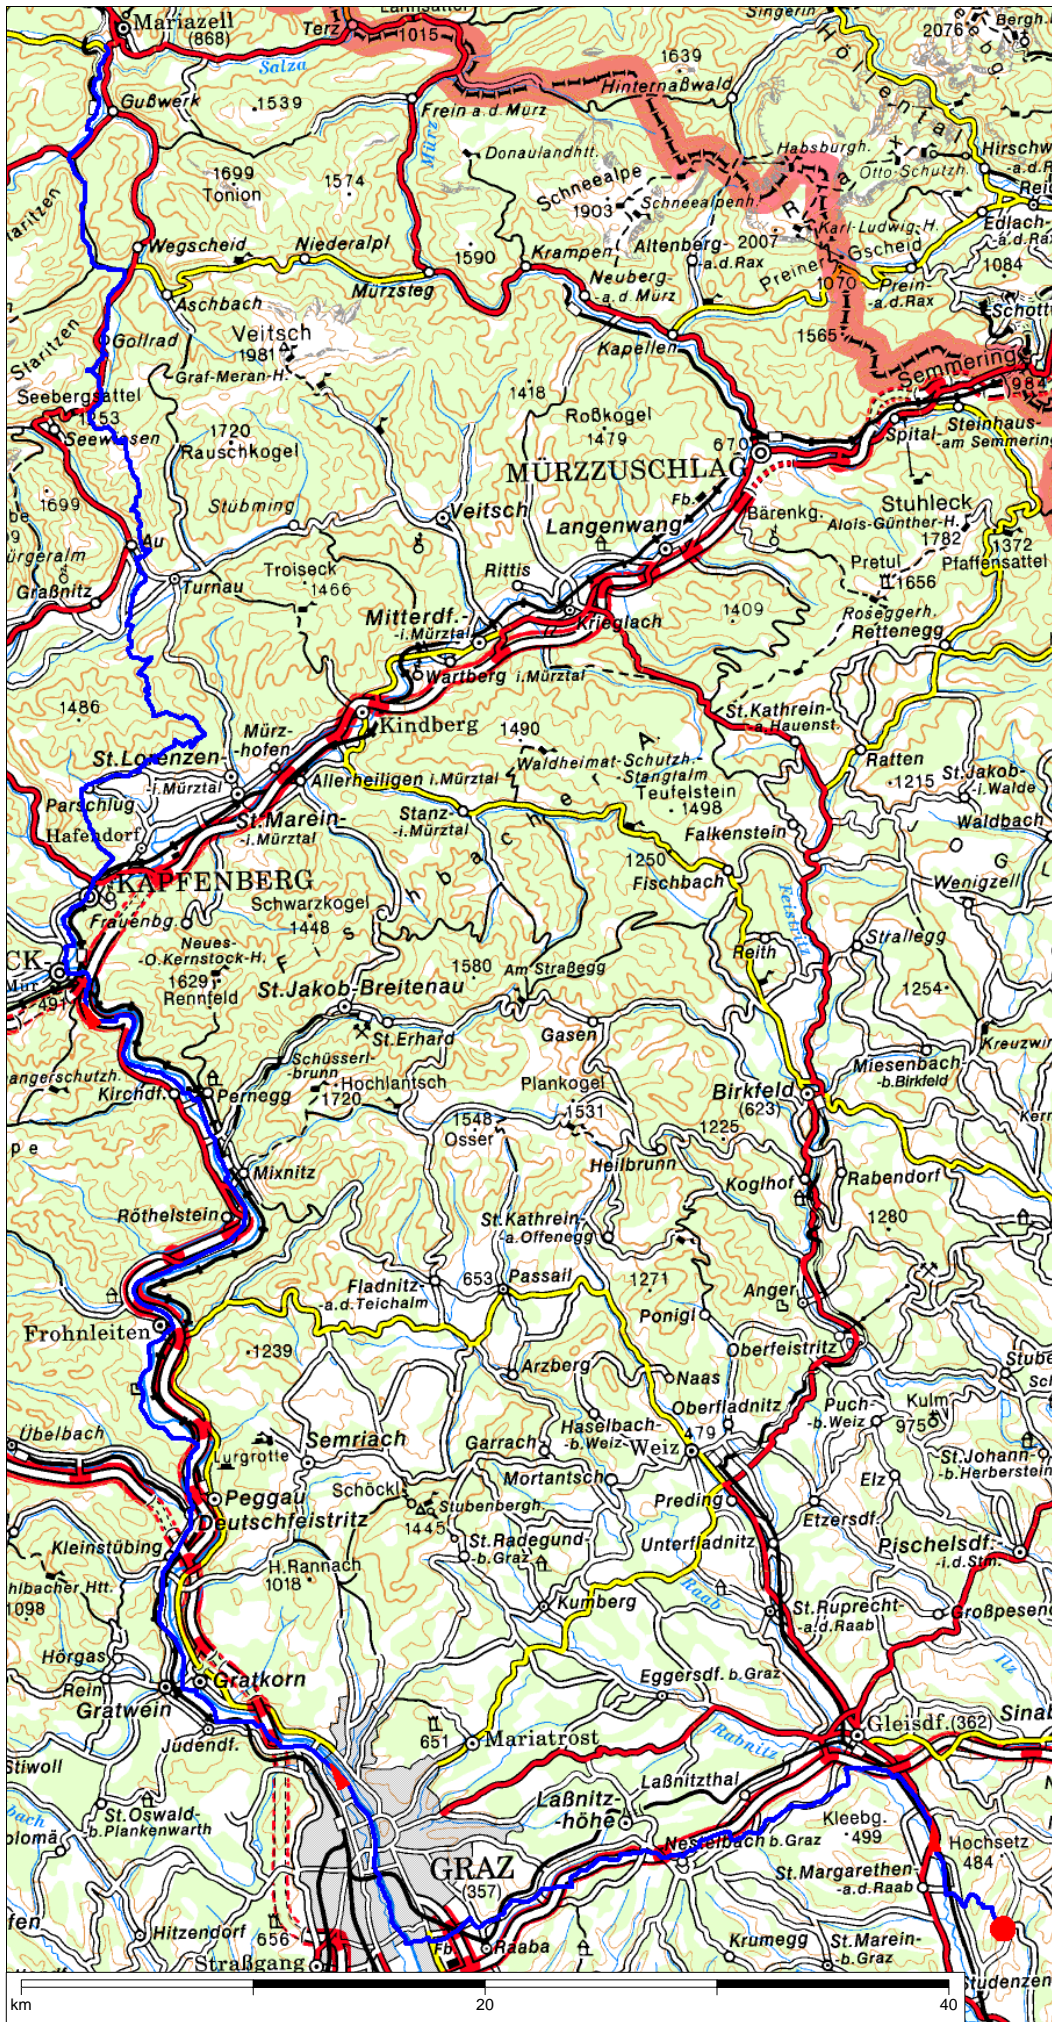 Mariazell
(868)
Terz
1015
Singerin
2076
Salza
1639
Hinternaßwald
Gußwerk
1539
Frein a.d.Mürz
Mürz
Donaulandhtt.
Habsburgh.
Otto-Schutzh.
Höllental
1699
Tonion
1574
Schneealpe
1903
Schneealpenh.
Karl-Ludwig-H.
Wegscheid
Niederalpl
1590
Krampen
Altenberg-
-a.d.Rax
2007
Preiner
Gscheid
1070
Edlach-
Aschbach
Mürzsteg
Neuberg-
-a.d.Mürz
Prein-
-a.d.Rax
1084
Staritzen
Gollrad
Veitsch
1981
Graf-Meran-H.
Kapellen
1565
Semmering
984
Seebergsattel
1253
Seewiesen
1418
Roßkogel
1479
1720
Rauschkogel
670
MÜRZZUSCHLAG
Spital-
Steinhaus-
-am Semmering
1699
Stübming
Veitsch
Fb.
Langenwang
Bärenkg.
Stuhleck
Alois-Günther-H.
1782
1372
Pfaffensattel
Au
Graßnitz
Turnau
Troiseck
1466
Rittis
Pretul
1656
Mitterdf.-
-i.Mürztal
Krieglach
1409
Roseggerh.
Rettenegg
Wartberg i.Mürztal
1486
Kindberg
Mürz-
-hofen
1490
St.Kathrein-
-a.Hauenst.
Ratten
St.Lorenzen-
-i.Mürztal
Allerheiligen i.Mürztal
Waldheimat-Schutzh.-
-Stanglalm
Teufelstein
1498
1215
St.Jakob-
-i.Walde
Parschlug
Hafendorf
St.Marein-
-i.Mürztal
Stanz-
-i.Mürztal
Falkenstein
Waldbach
KAPFENBERG
1250
Fischbach
Feistritz
Wenigzell
Frauenbg.
Schwarzkogel
1448
Neues-
-O.Kernstock-H.
1629
Rennfeld
1580
Am Straßegg
Reith
Strallegg
491
St.Jakob-Breitenau
St.Erhard
Gasen
1254
Kreuzwirt
Schüsserl-
-brunn
Miesenbach-
-b.Birkfeld
Kirchdf.
Pernegg
Hochlantsch
1720
Plankogel
1531
Birkfeld
(623)
1548
Osser
1225
Mixnitz
Heilbrunn
Koglhof
Rabendorf
Röthelstein
St.Kathrein-
-a.Offenegg
1280
Fladnitz-
-a.d.Teichalm
653
Passail
1271
Anger
Ponigl
Frohnleiten
1239
Oberfeistritz
Arzberg
Naas
Übelbach
Haselbach-
-b.Weiz
Oberfladnitz
479
Weiz
Puch-
-b.Weiz
Kulm
975
Semriach
Lurgrotte
Garrach
St.Johann-
-b.Herberstein
Mortantsch
Elz
Peggau
Schöckl
Stubenbergh.
1445
Preding
Deutschfeistritz
Etzersdf.
Kleinstübing
St.Radegund-
-b.Graz
Unterfladnitz
Pischelsdf.-
-i.d.Stm.
H.Rannach
1018
1098
Kumberg
Raab
St.Ruprecht-
-a.d.Raab
Hörgas
Rein
Gratkorn
Gratwein
Eggersdf. b.Graz
Ilz
Judendf.
651
Mariatrost
Rabnitz
Gleisdf. (362)
Stiwoll
St.Oswald-
-b.Plankenwarth
Laßnitzthal
Laßnitz-
-höhe
Kleebg.
499
Nestelbach b.Graz
Hochsetz
484
GRAZ
(357)
St.Margarethen-
-a.d.Raab
Hitzendorf
656
Straßgang
Fb.
Raaba
Krumegg
St.Marein-
-b.Graz
Studenzen
km
20
40